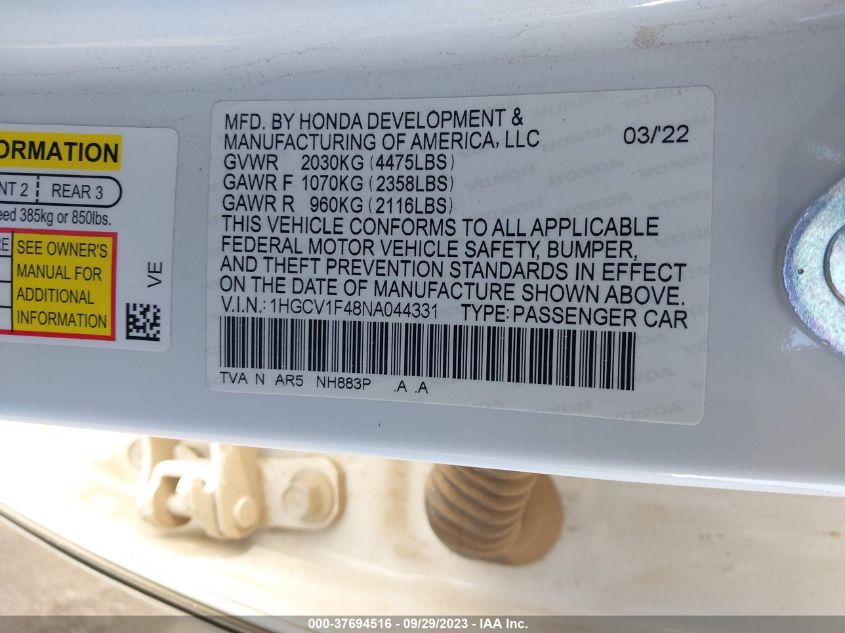 ORMATION
NT 2 REAR 3
eed 385kg or 850lbs.
RE
SEE OWNER'S
MANUAL FOR
ADDITIONAL
INFORMATION
VE
MFD. BY HONDA DEVELOPMENT &
MANUFACTURING OF AMERICA, LLC 03/'22
GVWR 2030KG (4475LBS)
GAWR F 1070KG (2358LBS)
GAWR R 960KG (2116LBS)
THIS VEHICLE CONFORMS TO ALL APPLICABLE
FEDERAL MOTOR VEHICLE SAFETY, BUMPER,
AND THEFT PREVENTION STANDARDS IN EFFECT
ON THE DATE OF MANUFACTURE SHOWN ABOVE.
V.I.N.: 1HGCV1F48NA044331 TYPE: PASSENGER CAR
TVA N AR5 NH883P .A .A
000-37694516 - 09/29/2023 - IAA Inc.